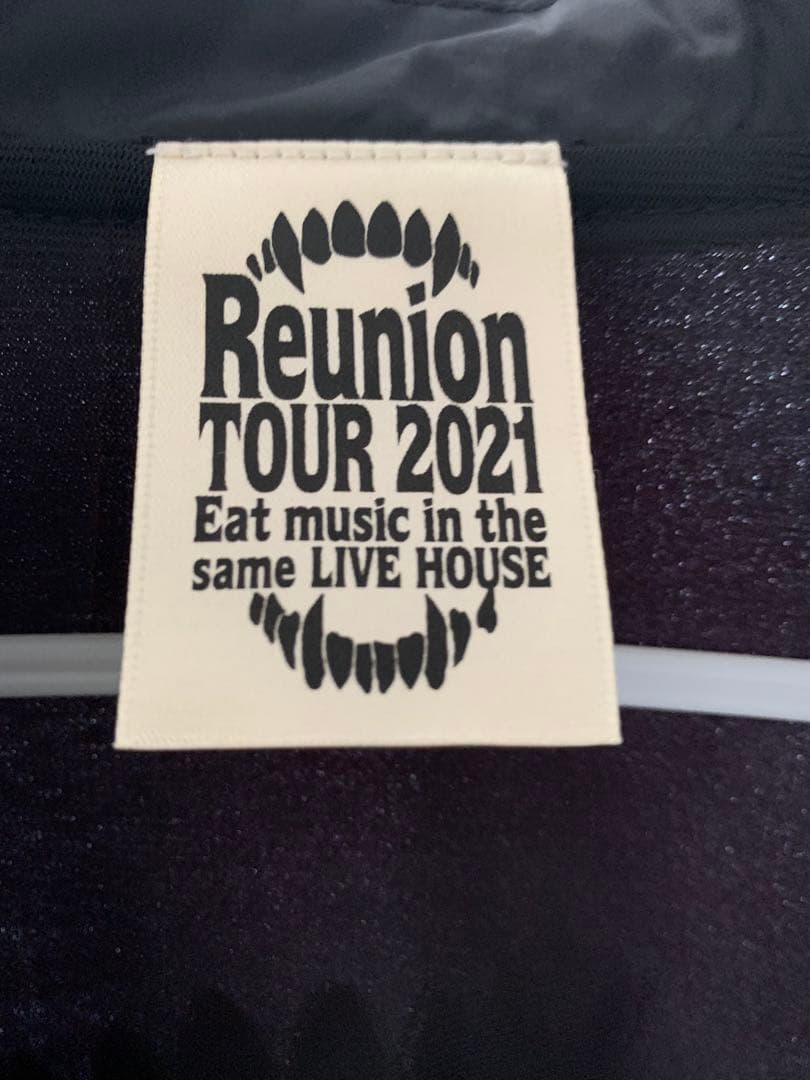 Reunion
TOUR 2021
Eat music in the
same LIVE HOUSE